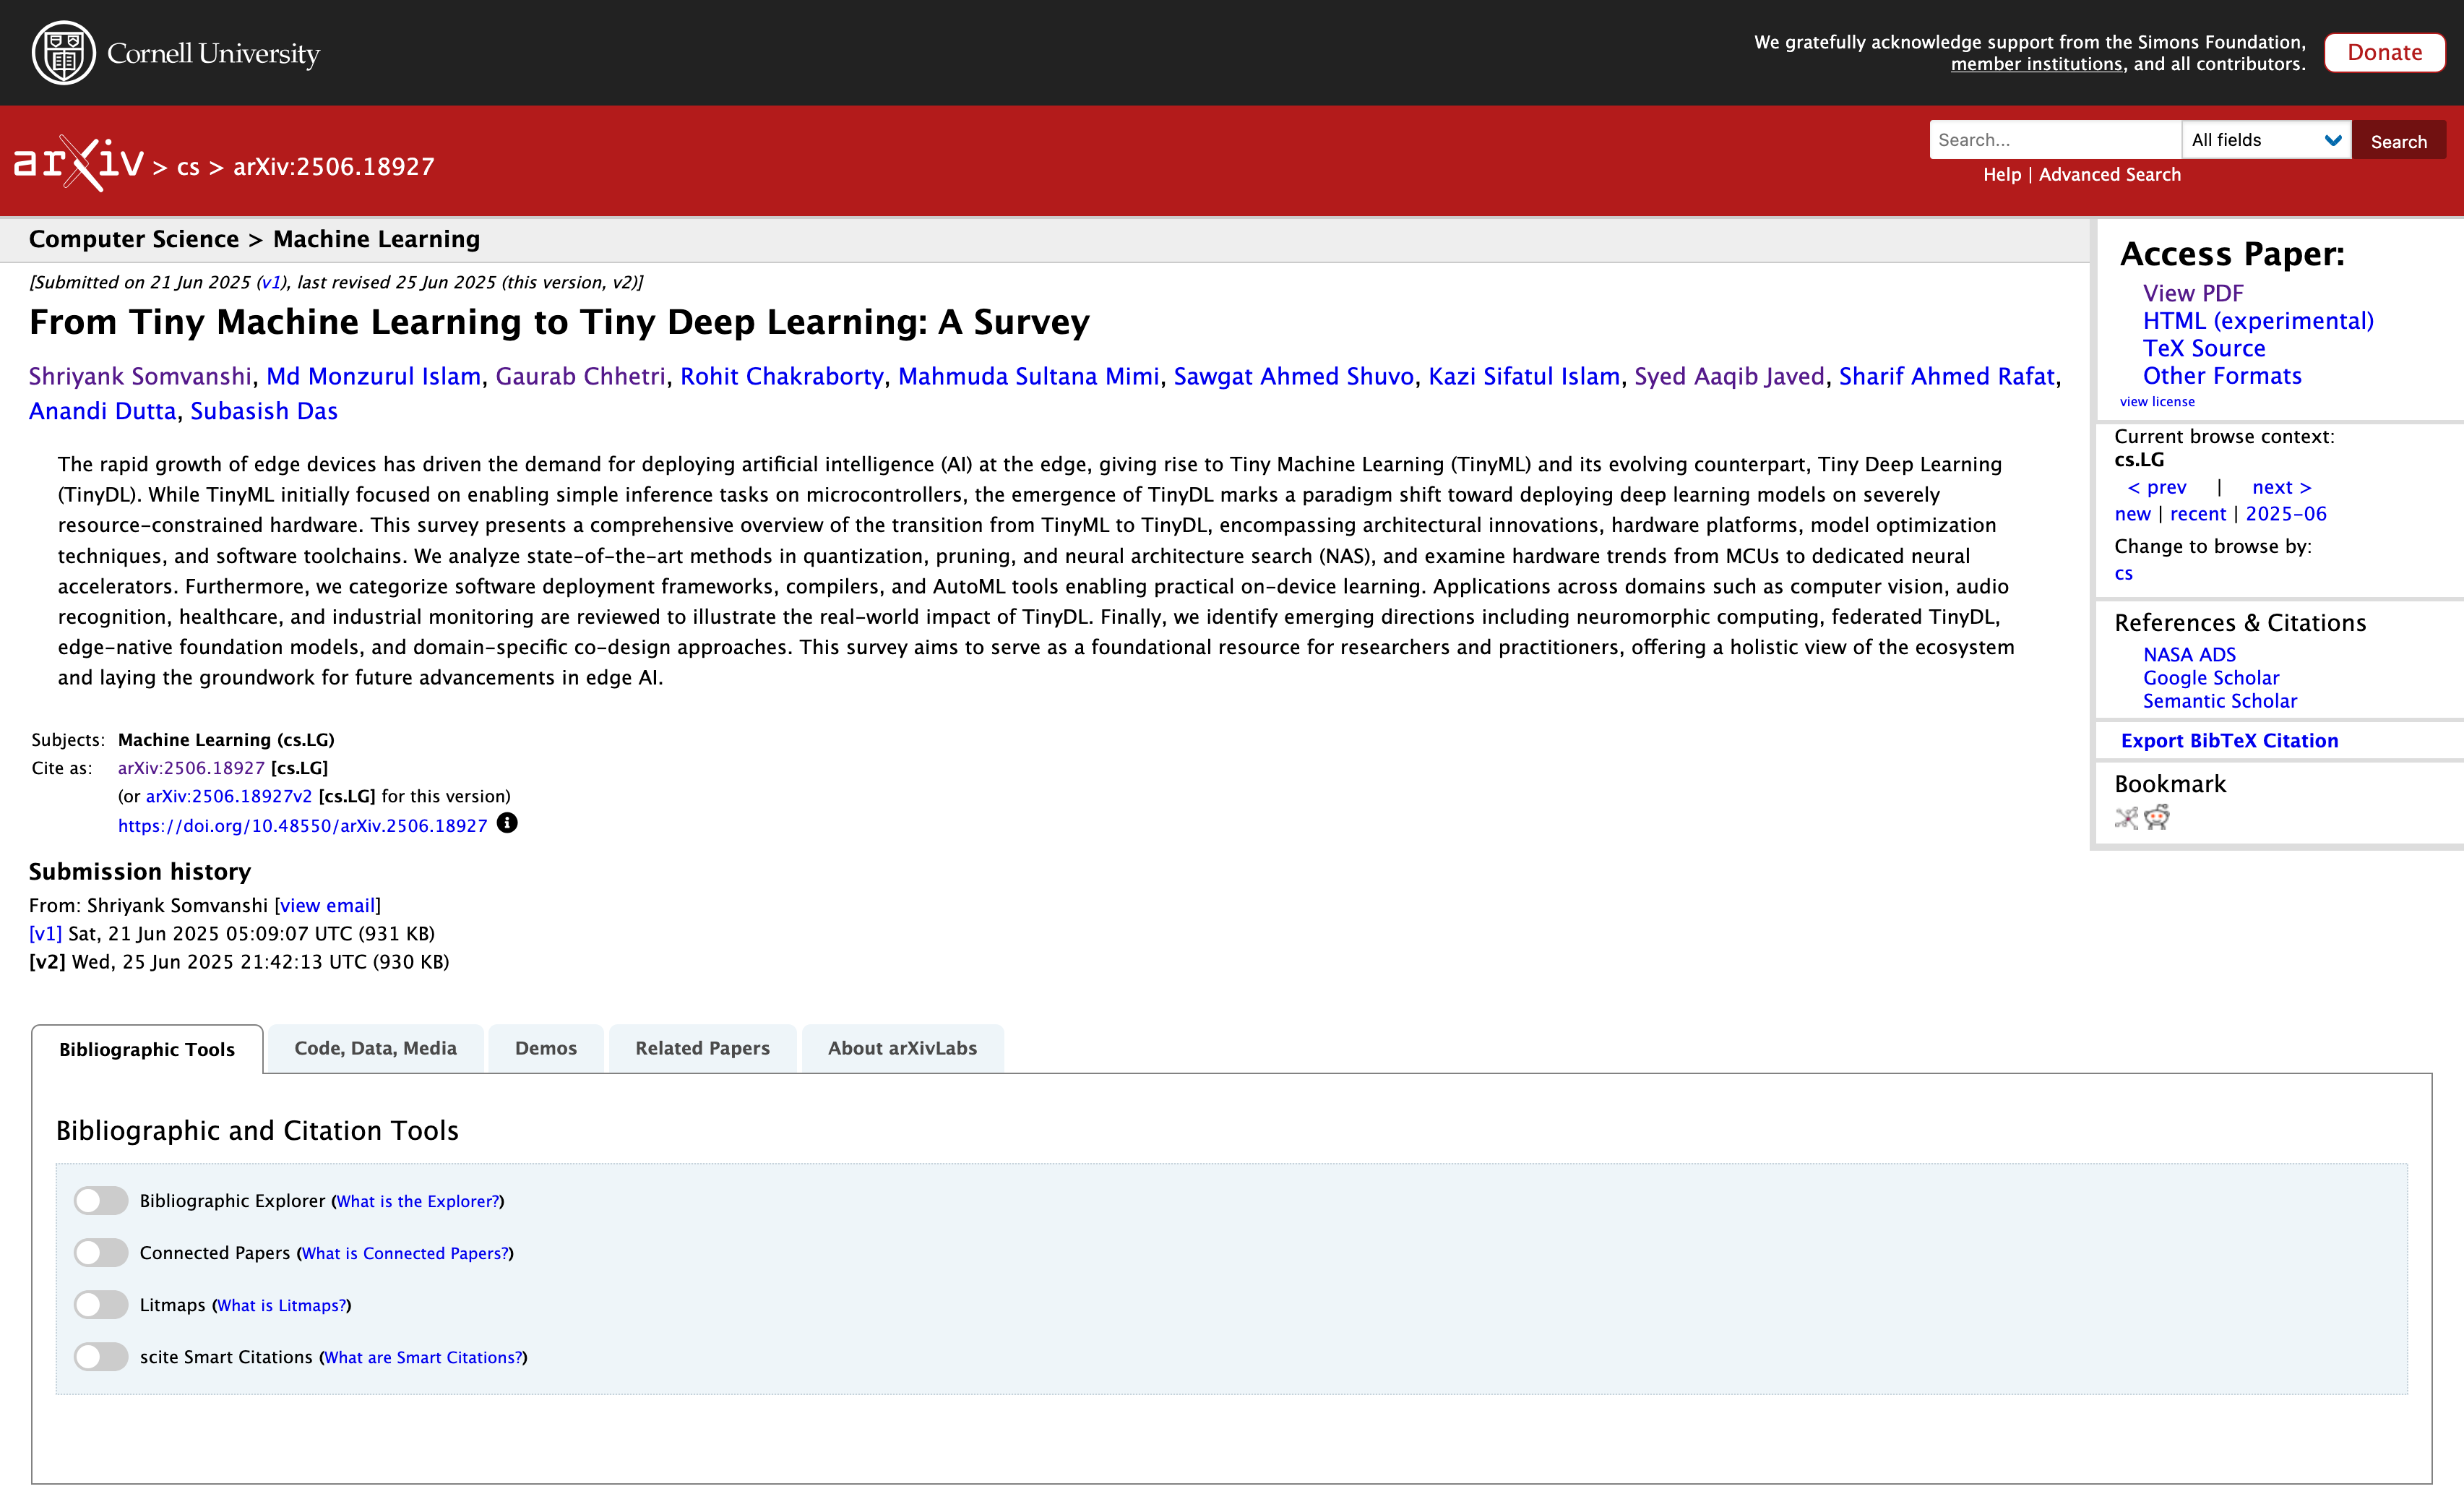 Cornell University
We gratefully acknowledge support from the Simons Foundation,
member institutions, and all contributors.
Donate
arXiv > cs > arXiv:2506.18927
Search...
All fields
Search
Help | Advanced Search
Computer Science > Machine Learning
[Submitted on 21 Jun 2025 (v1), last revised 25 Jun 2025 (this version, v2)]
From Tiny Machine Learning to Tiny Deep Learning: A Survey
Shriyank Somvanshi, Md Monzurul Islam, Gaurab Chhetri, Rohit Chakraborty, Mahmuda Sultana Mimi, Sawgat Ahmed Shuvo, Kazi Sifatul Islam, Syed Aaqib Javed, Sharif Ahmed Rafat,
Anandi Dutta, Subasish Das
The rapid growth of edge devices has driven the demand for deploying artificial intelligence (AI) at the edge, giving rise to Tiny Machine Learning (TinyML) and its evolving counterpart, Tiny Deep Learning
(TinyDL). While TinyML initially focused on enabling simple inference tasks on microcontrollers, the emergence of TinyDL marks a paradigm shift toward deploying deep learning models on severely
resource-constrained hardware. This survey presents a comprehensive overview of the transition from TinyML to TinyDL, encompassing architectural innovations, hardware platforms, model optimization
techniques, and software toolchains. We analyze state-of-the-art methods in quantization, pruning, and neural architecture search (NAS), and examine hardware trends from MCUs to dedicated neural
accelerators. Furthermore, we categorize software deployment frameworks, compilers, and AutoML tools enabling practical on-device learning. Applications across domains such as computer vision, audio
recognition, healthcare, and industrial monitoring are reviewed to illustrate the real-world impact of TinyDL. Finally, we identify emerging directions including neuromorphic computing, federated TinyDL,
edge-native foundation models, and domain-specific co-design approaches. This survey aims to serve as a foundational resource for researchers and practitioners, offering a holistic view of the ecosystem
and laying the groundwork for future advancements in edge AI.
Subjects: Machine Learning (cs.LG)
Cite as: arXiv:2506.18927 [cs.LG]
(or arXiv:2506.18927v2 [cs.LG] for this version)
https://doi.org/10.48550/arXiv.2506.18927
Submission history
From: Shriyank Somvanshi [view email]
[v1] Sat, 21 Jun 2025 05:09:07 UTC (931 KB)
[v2] Wed, 25 Jun 2025 21:42:13 UTC (930 KB)
Access Paper:
View PDF
HTML (experimental)
TeX Source
Other Formats
view license
Current browse context:
cs.LG
< prev | next >
new | recent | 2025-06
Change to browse by:
cs
References & Citations
NASA ADS
Google Scholar
Semantic Scholar
Export BibTeX Citation
Bookmark
Bibliographic Tools
Code, Data, Media
Demos
Related Papers
About arXivLabs
Bibliographic and Citation Tools
Bibliographic Explorer (What is the Explorer?)
Connected Papers (What is Connected Papers?)
Litmaps (What is Litmaps?)
scite Smart Citations (What are Smart Citations?)